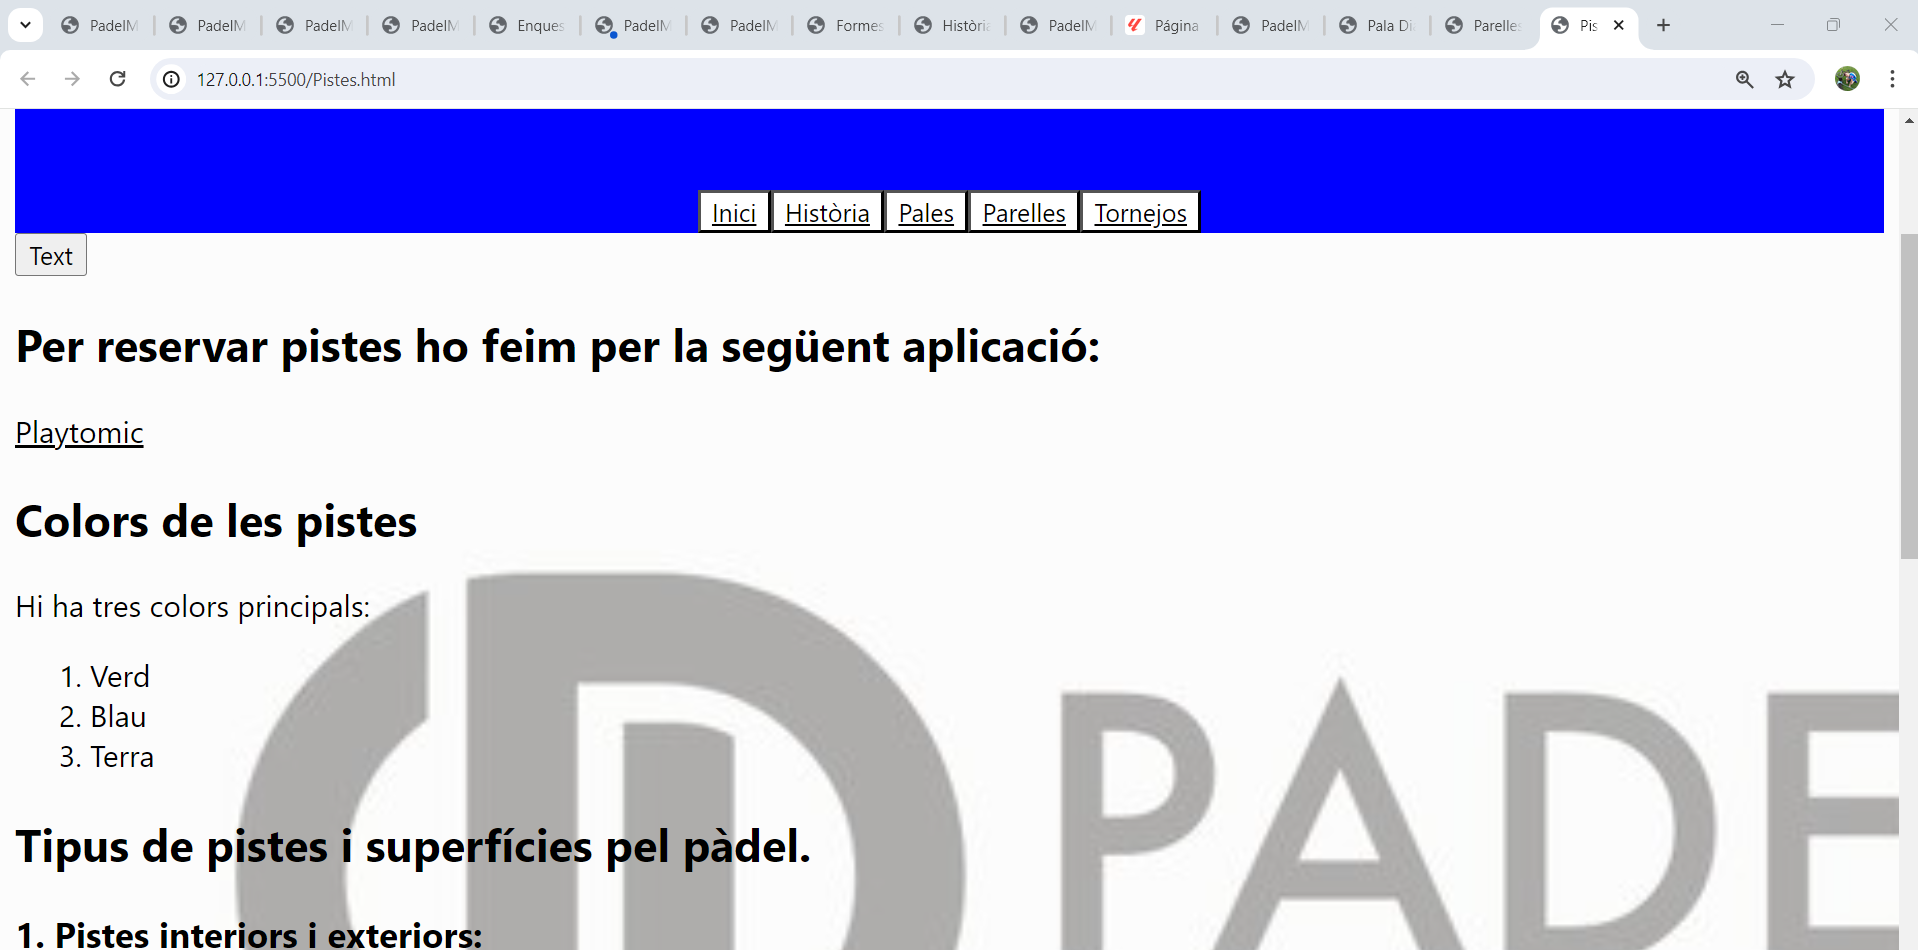 PadelM PadelM PadelM PadelM Enques PadelM PadelM Formes Històri PadelM Página PadelM Pala Di Parelles Pis
127.0.0.1:5500/Pistes.html
Inici Història Pales Parelles Tornejos
Text
Per reservar pistes ho feim per la següent aplicació:
Playtomic
Colors de les pistes
Hi ha tres colors principals:
1. Verd
2. Blau
3. Terra
PADE
Tipus de pistes i superfícies pel pàdel.
1. Pistes interiors i exteriors: